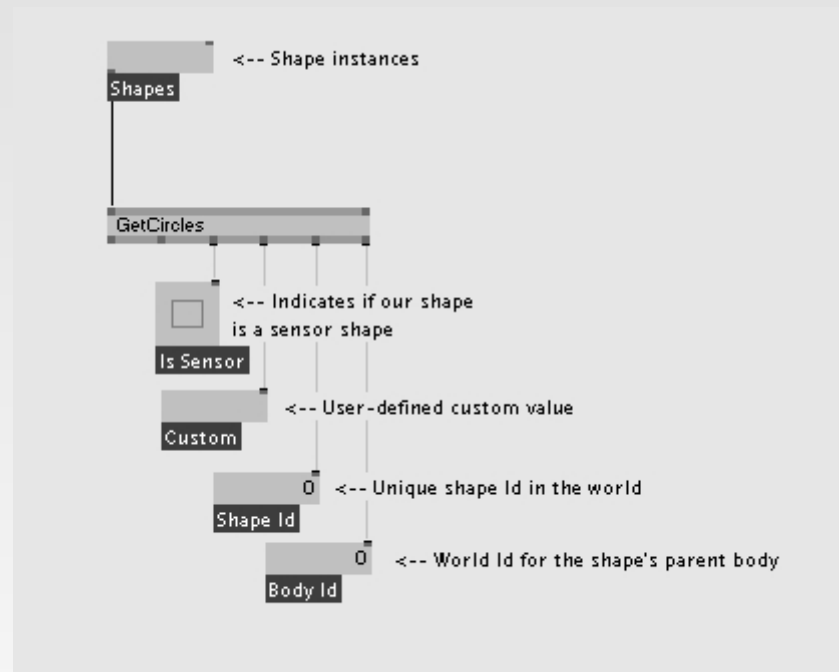 <-- Shape instances
Shapes
GetCircles
<-- Indicates if our shape
is a sensor shape
Is Sensor
<-- User-defined custom value
Custom
0 <-- Unique shape Id in the world
Shape Id
0 <-- World Id for the shape's parent body
Body Id